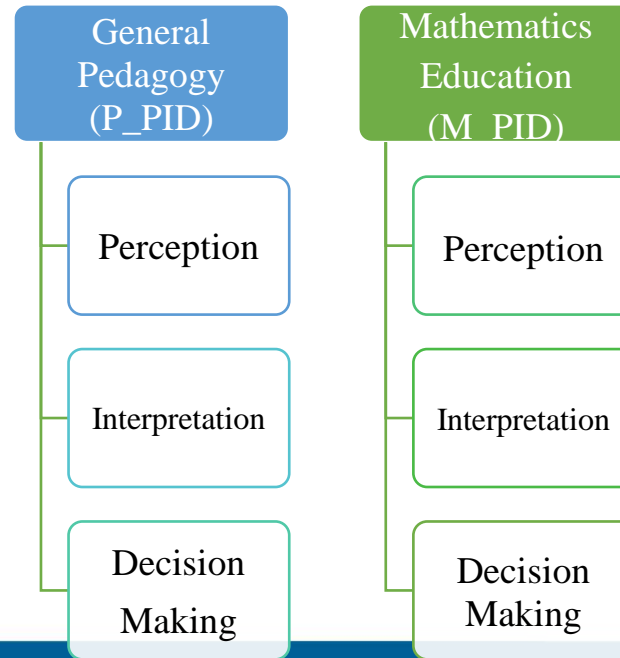 General
Pedagogy
(P_PID)
Perception
Interpretation
Decision
Making
Mathematics
Education
(M_PID)
Perception
Interpretation
Decision
Making